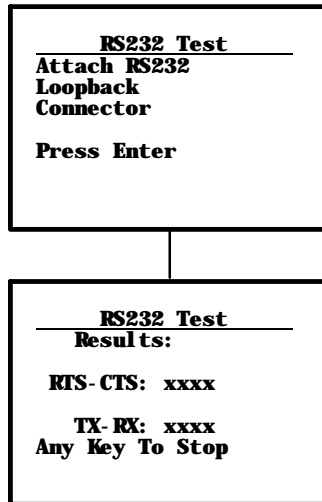 RS232 Test
Attach RS232
Loopback
Connector
Press Enter
RS232 Test
Results:
RTS-CTS: xxxx
TX-RX: xxxx
Any Key To Stop